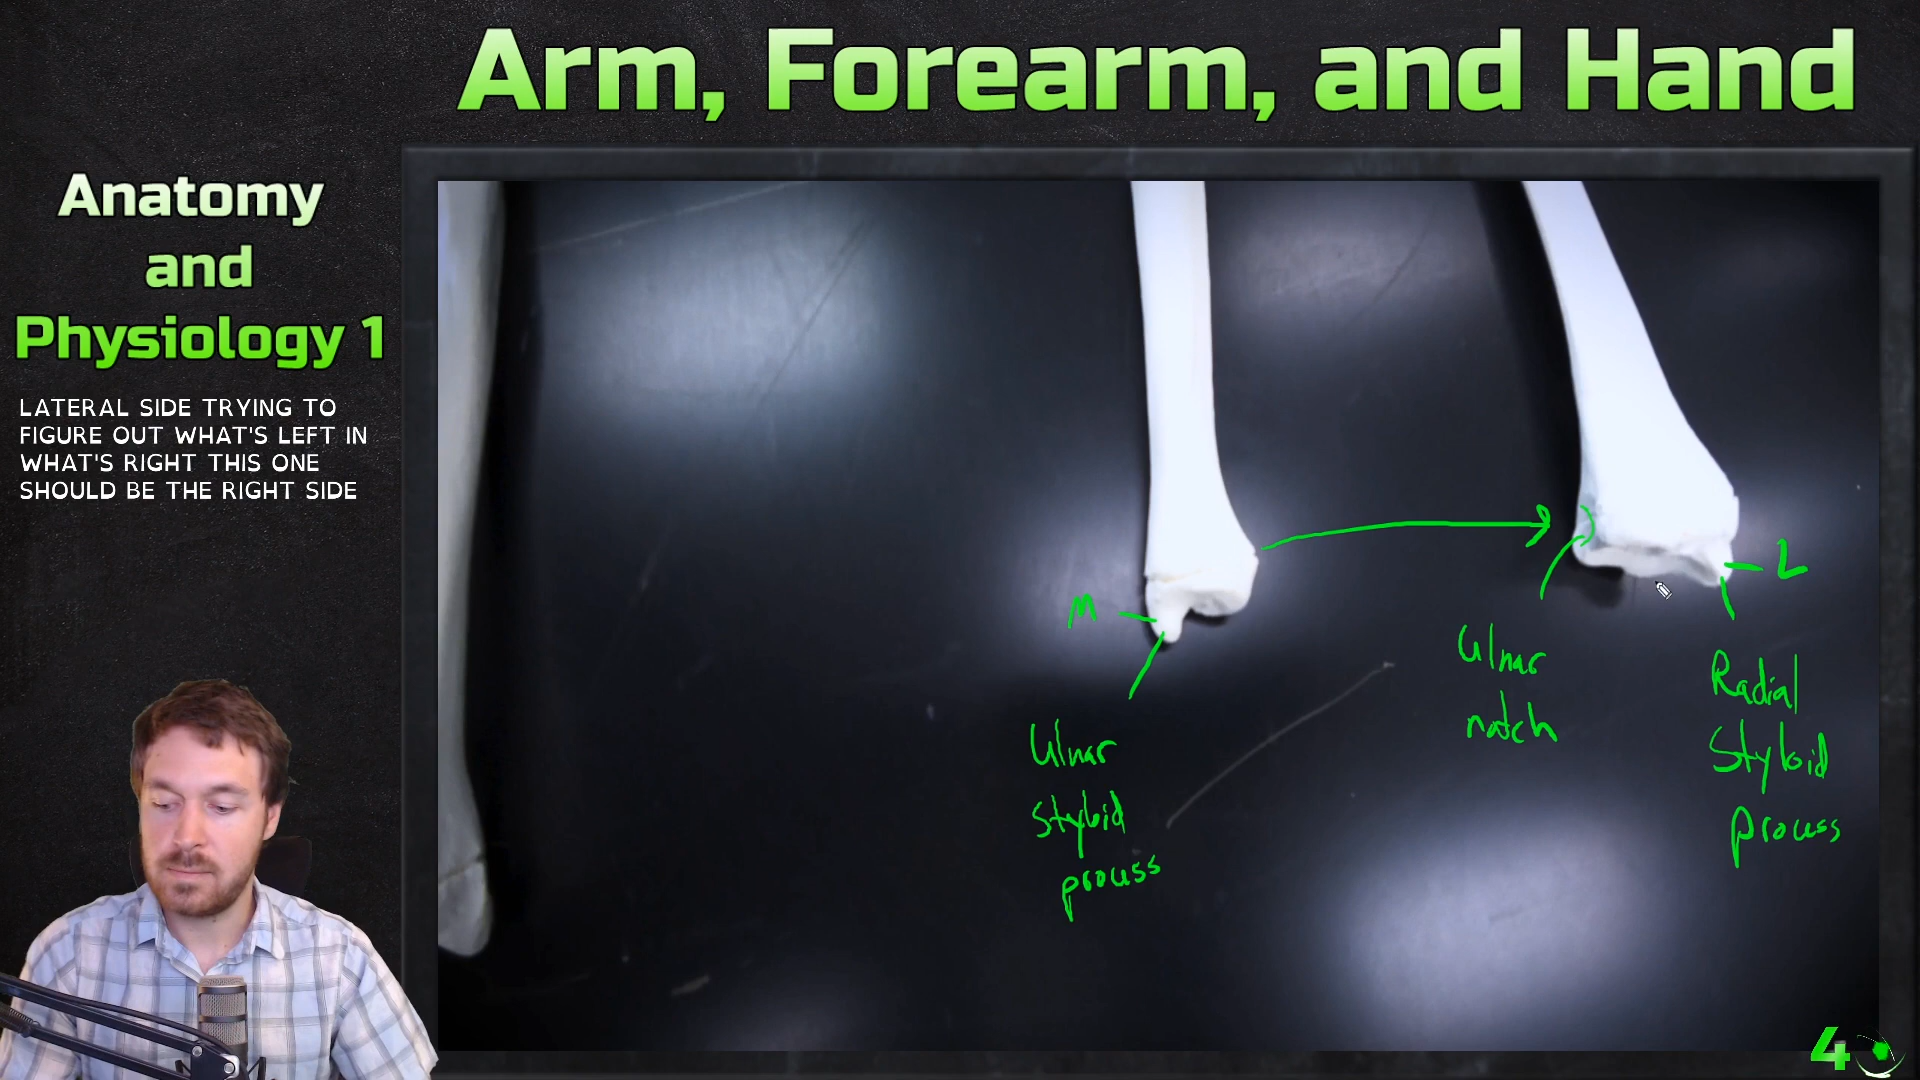 Arm, Forearm, and Hand
Anatomy
and
Physiology 1
LATERAL SIDE TRYING TO
FIGURE OUT WHAT'S LEFT IN
WHAT'S RIGHT THIS ONE
SHOULD BE THE RIGHT SIDE
M
Ulnar
styloid
process
Ulnar
notch
L
Radial
Styloid
process
4